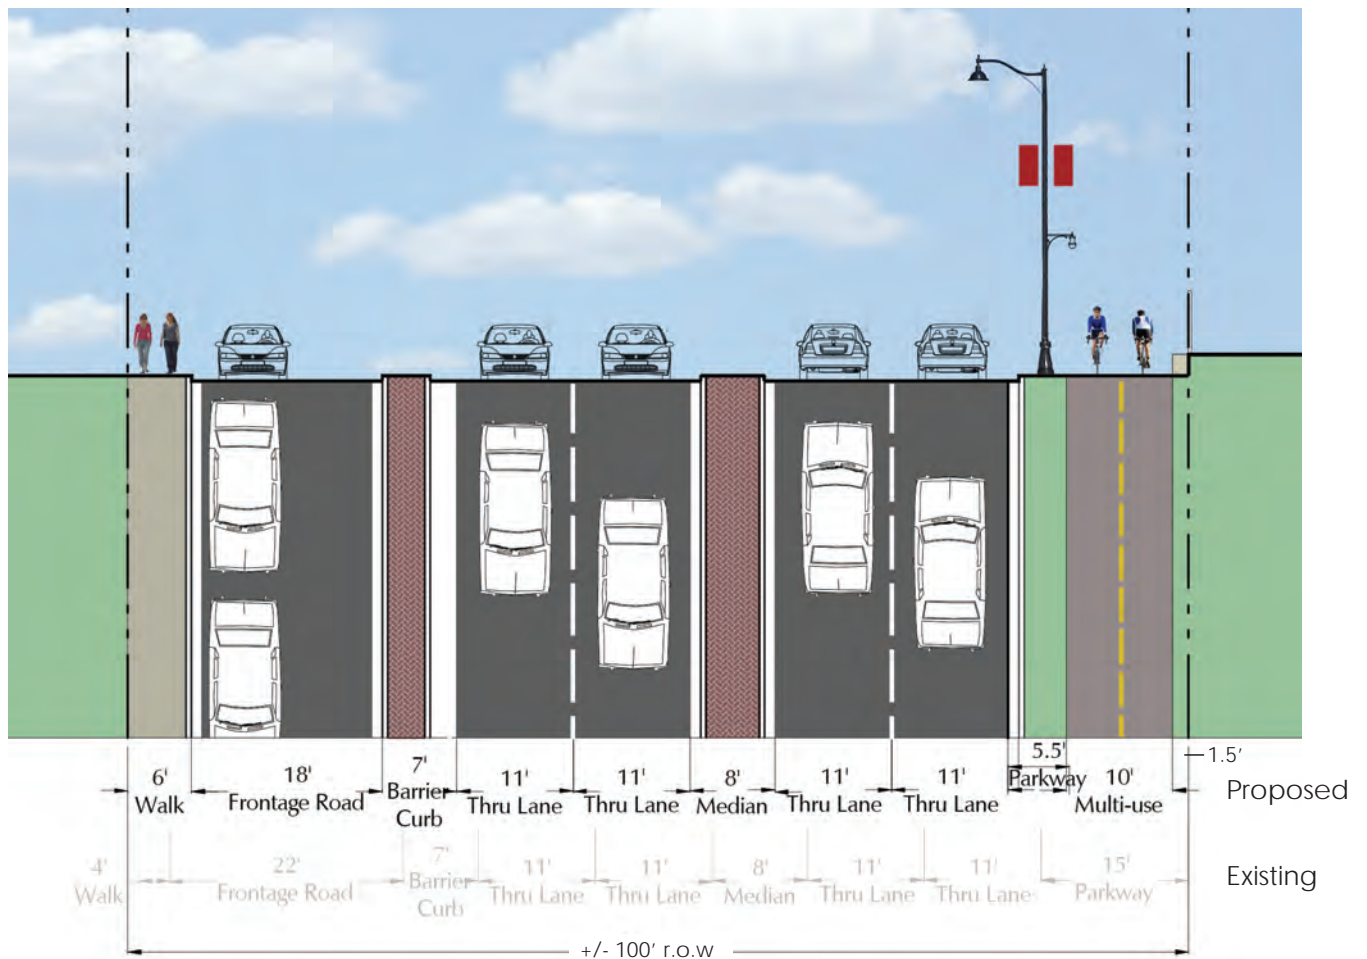 5.5'
1.5'
6'
18'
7'
11'
11'
8'
11'
11'
Parkway
10'
Walk
Frontage Road
Barrier
Curb
Thru Lane
Thru Lane
Median
Thru Lane
Thru Lane
Multi-use
Proposed
4'
22'
7'
11'
11'
8'
11'
11'
15'
Walk
Frontage Road
Barrier
Curb
Thru Lane
Thru Lane
Median
Thru Lane
Thru Lane
Parkway
Existing
+/- 100' r.o.w